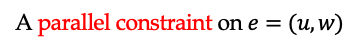 A parallel constraint on e = (u, w)